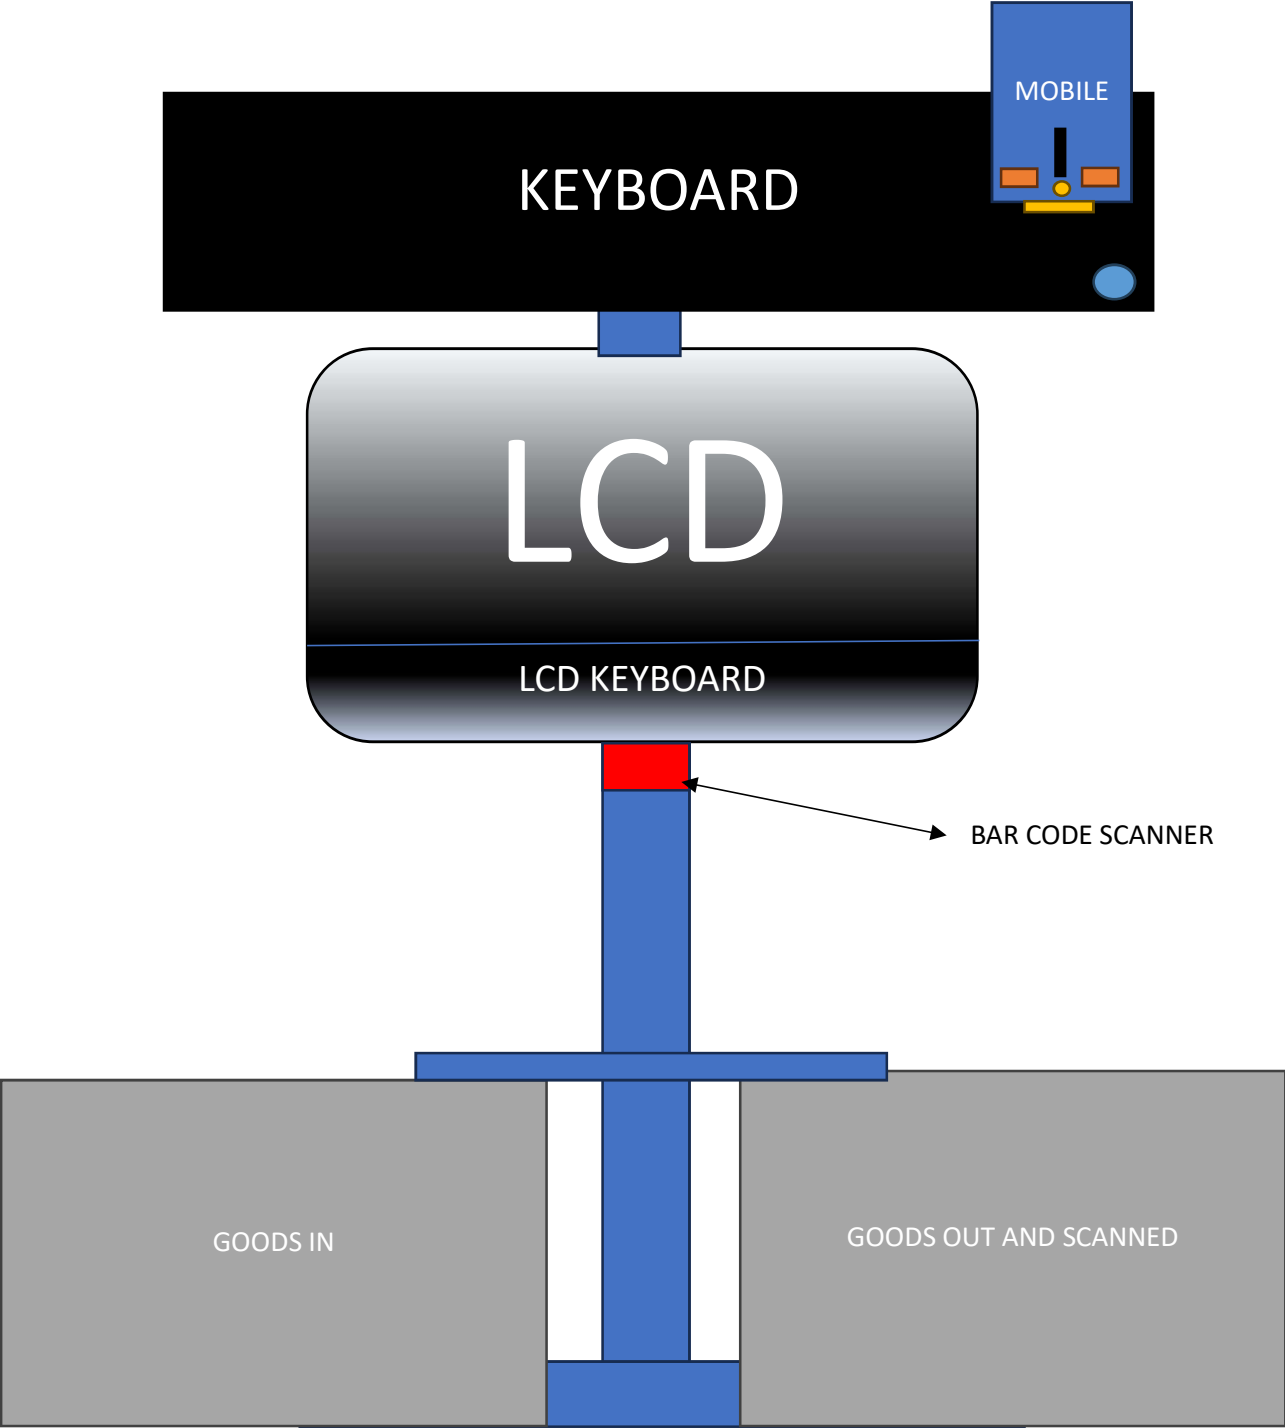 MOBILE
KEYBOARD
LCD
LCD KEYBOARD
BAR CODE SCANNER
GOODS IN
GOODS OUT AND SCANNED